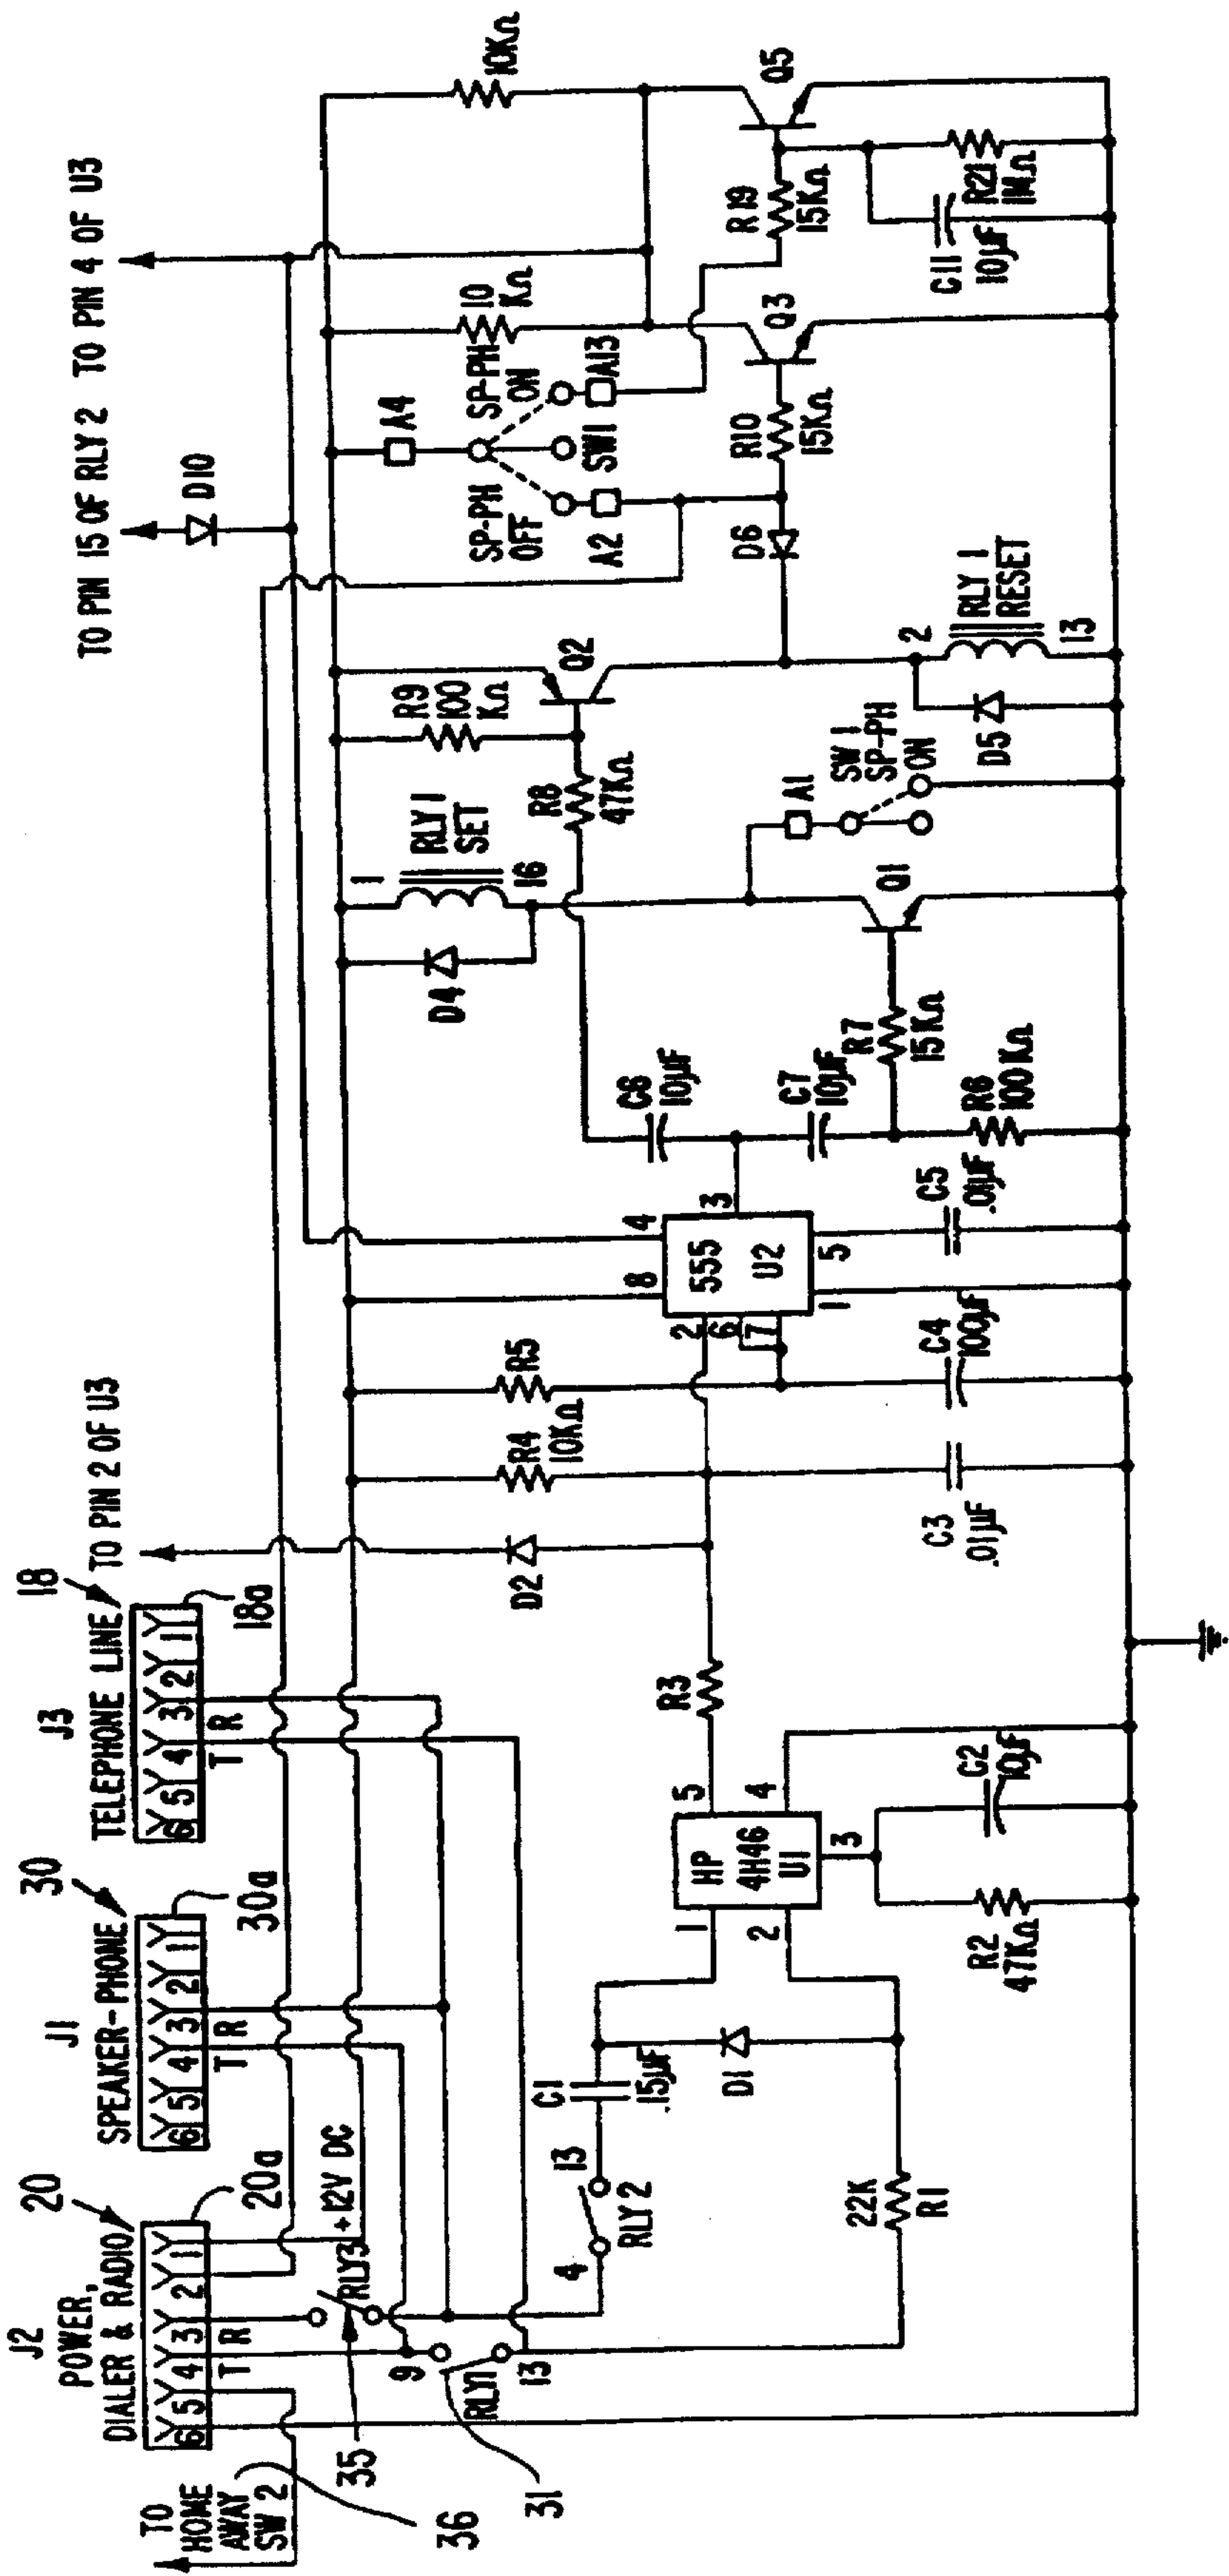 TO
HOME
AWAY
SW 2
36
J2
POWER,
DIALER & RADIO
20
6 5 4 3 2 1
20a
T R
RLY3
+12V DC
35
9
RLY1
13
31
J1
SPEAKER-PHONE
30
6 5 4 3 2 1
30a
T R
J3
TELEPHONE LINE
18
6 5 4 3 2 1
18a
T R
TO PIN 2 OF U3
4
RLY2
13
C1
.15µF
D1
22K
R1
1
2
HP
4H46
U1
5
4
3
R2
47KΩ
C2
10µF
R3
D2
R4
10KΩ
R5
C3
.01µF
C4
100µF
2
6
7
8
4
555
U2
3
1
5
C5
.01µF
C6
10µF
C7
10µF
R6
100KΩ
R7
15KΩ
D4
1
RLY 1
SET
16
Q1
R8
47KΩ
R9
100
KΩ
Q2
A1
SW 1
SP-PH
ON
D5
2
RLY 1
RESET
13
D6
TO PIN 15 OF RLY 2
D10
TO PIN 4 OF U3
A4
SP-PH
OFF
SP-PH
ON
A2
SW1
A13
R10
15KΩ
10
KΩ
Q3
R19
15KΩ
C11
10µF
R21
1MΩ
10KΩ
Q5